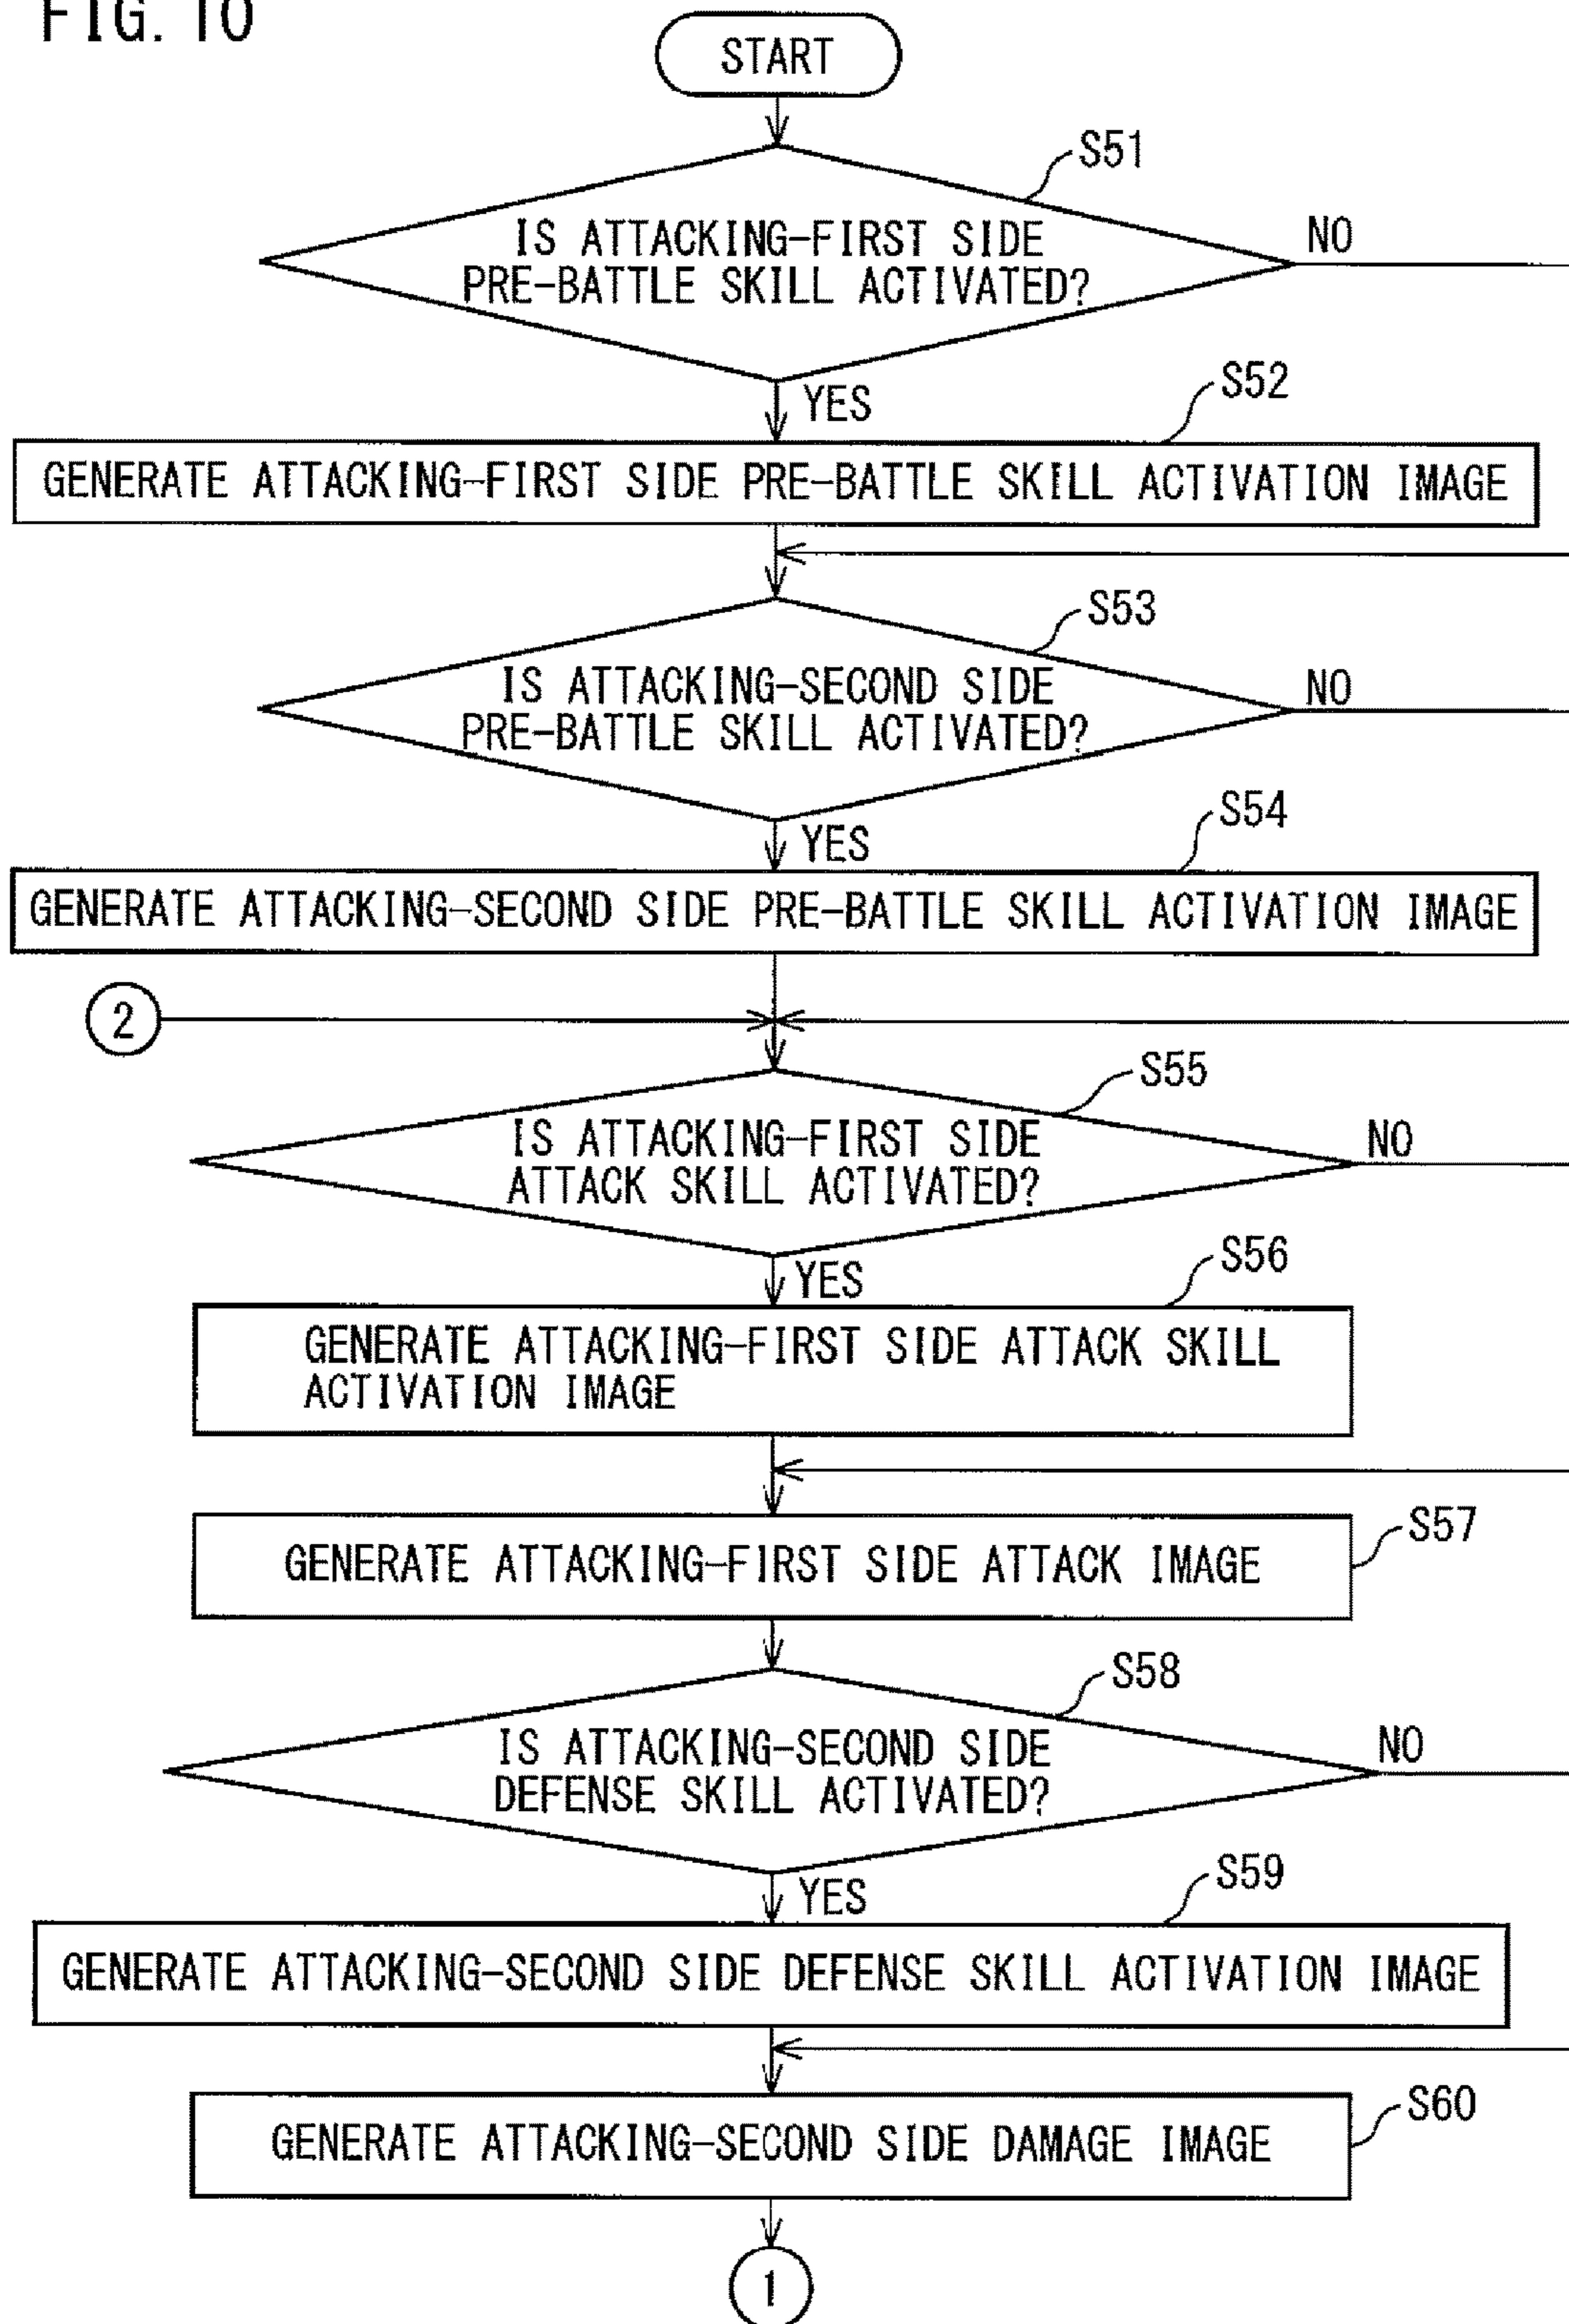 FIG. 10
START
S51
IS ATTACKING-FIRST SIDE
PRE-BATTLE SKILL ACTIVATED?
NO
YES
S52
GENERATE ATTACKING-FIRST SIDE PRE-BATTLE SKILL ACTIVATION IMAGE
S53
IS ATTACKING-SECOND SIDE
PRE-BATTLE SKILL ACTIVATED?
NO
YES
S54
GENERATE ATTACKING-SECOND SIDE PRE-BATTLE SKILL ACTIVATION IMAGE
2
S55
IS ATTACKING-FIRST SIDE
ATTACK SKILL ACTIVATED?
NO
YES
S56
GENERATE ATTACKING-FIRST SIDE ATTACK SKILL
ACTIVATION IMAGE
S57
GENERATE ATTACKING-FIRST SIDE ATTACK IMAGE
S58
IS ATTACKING-SECOND SIDE
DEFENSE SKILL ACTIVATED?
NO
YES
S59
GENERATE ATTACKING-SECOND SIDE DEFENSE SKILL ACTIVATION IMAGE
S60
GENERATE ATTACKING-SECOND SIDE DAMAGE IMAGE
1